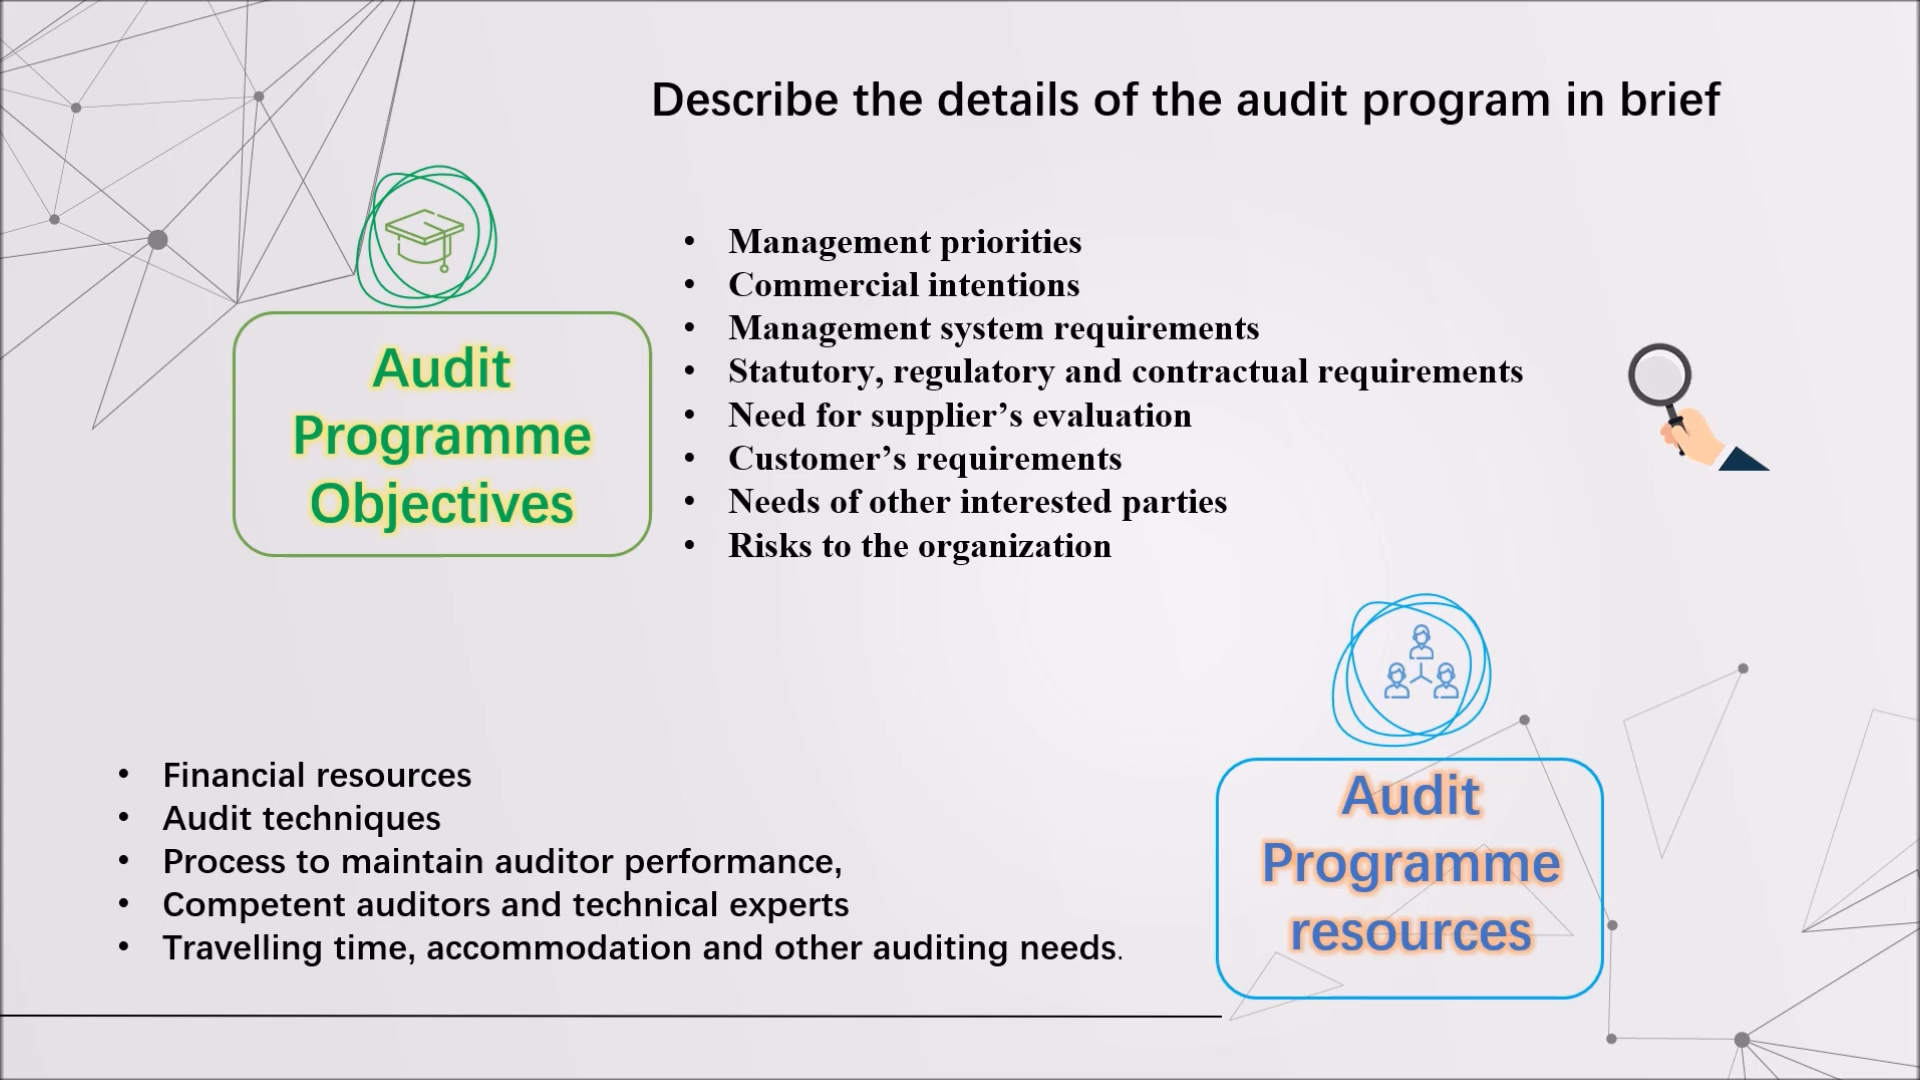 Describe the details of the audit program in brief
Audit
Programme
Objectives
• Management priorities
• Commercial intentions
• Management system requirements
• Statutory, regulatory and contractual requirements
• Need for supplier’s evaluation
• Customer’s requirements
• Needs of other interested parties
• Risks to the organization
• Financial resources
• Audit techniques
• Process to maintain auditor performance,
• Competent auditors and technical experts
• Travelling time, accommodation and other auditing needs.
Audit
Programme
resources